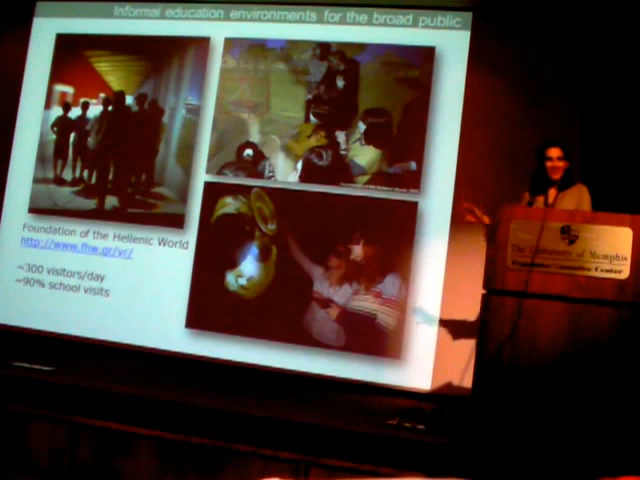 Informal education environments for the broad public
Foundation of the Hellenic World
http://www.fhw.gr/vr/
~300 visitors/day
~90% school visits
The University of Memphis
Center